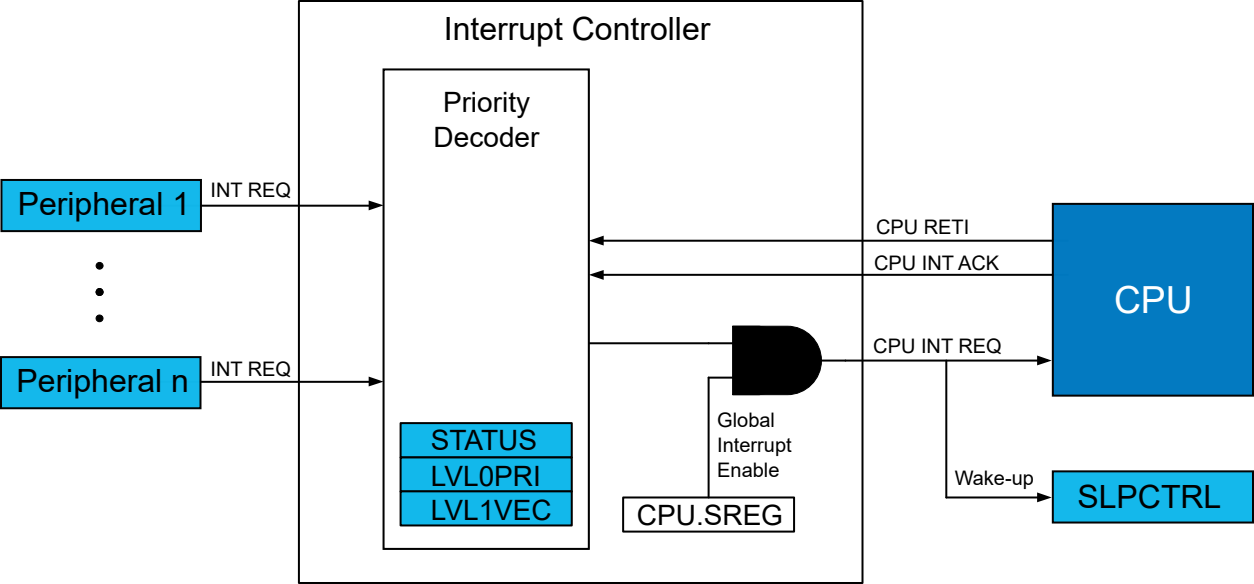 Interrupt Controller
Priority
Decoder
Peripheral 1
INT REQ
Peripheral n
INT REQ
STATUS
LVL0PRI
LVL1VEC
CPU RETI
CPU INT ACK
CPU INT REQ
CPU
Global
Interrupt
Enable
CPU.SREG
Wake-up
SLPCTRL